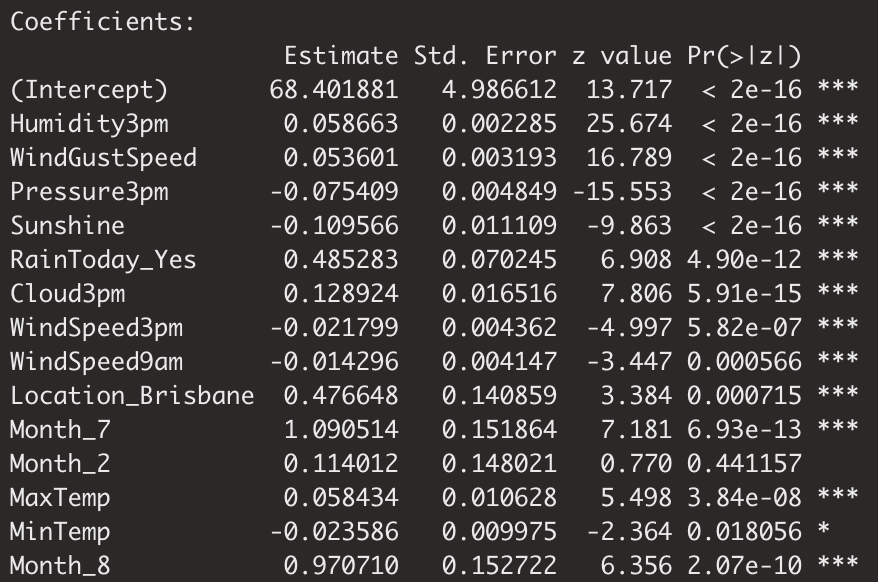 Coefficients:
Estimate Std. Error z value Pr(>|z|)
(Intercept) 68.401881 4.986612 13.717 < 2e-16 ***
Humidity3pm 0.058663 0.002285 25.674 < 2e-16 ***
WindGustSpeed 0.053601 0.003193 16.789 < 2e-16 ***
Pressure3pm -0.075409 0.004849 -15.553 < 2e-16 ***
Sunshine -0.109566 0.011109 -9.863 < 2e-16 ***
RainToday_Yes 0.485283 0.070245 6.908 4.90e-12 ***
Cloud3pm 0.128924 0.016516 7.806 5.91e-15 ***
WindSpeed3pm -0.021799 0.004362 -4.997 5.82e-07 ***
WindSpeed9am -0.014296 0.004147 -3.447 0.000566 ***
Location_Brisbane 0.476648 0.140859 3.384 0.000715 ***
Month_7 1.090514 0.151864 7.181 6.93e-13 ***
Month_2 0.114012 0.148021 0.770 0.441157
MaxTemp 0.058434 0.010628 5.498 3.84e-08 ***
MinTemp -0.023586 0.009975 -2.364 0.018056 *
Month_8 0.970710 0.152722 6.356 2.07e-10 ***